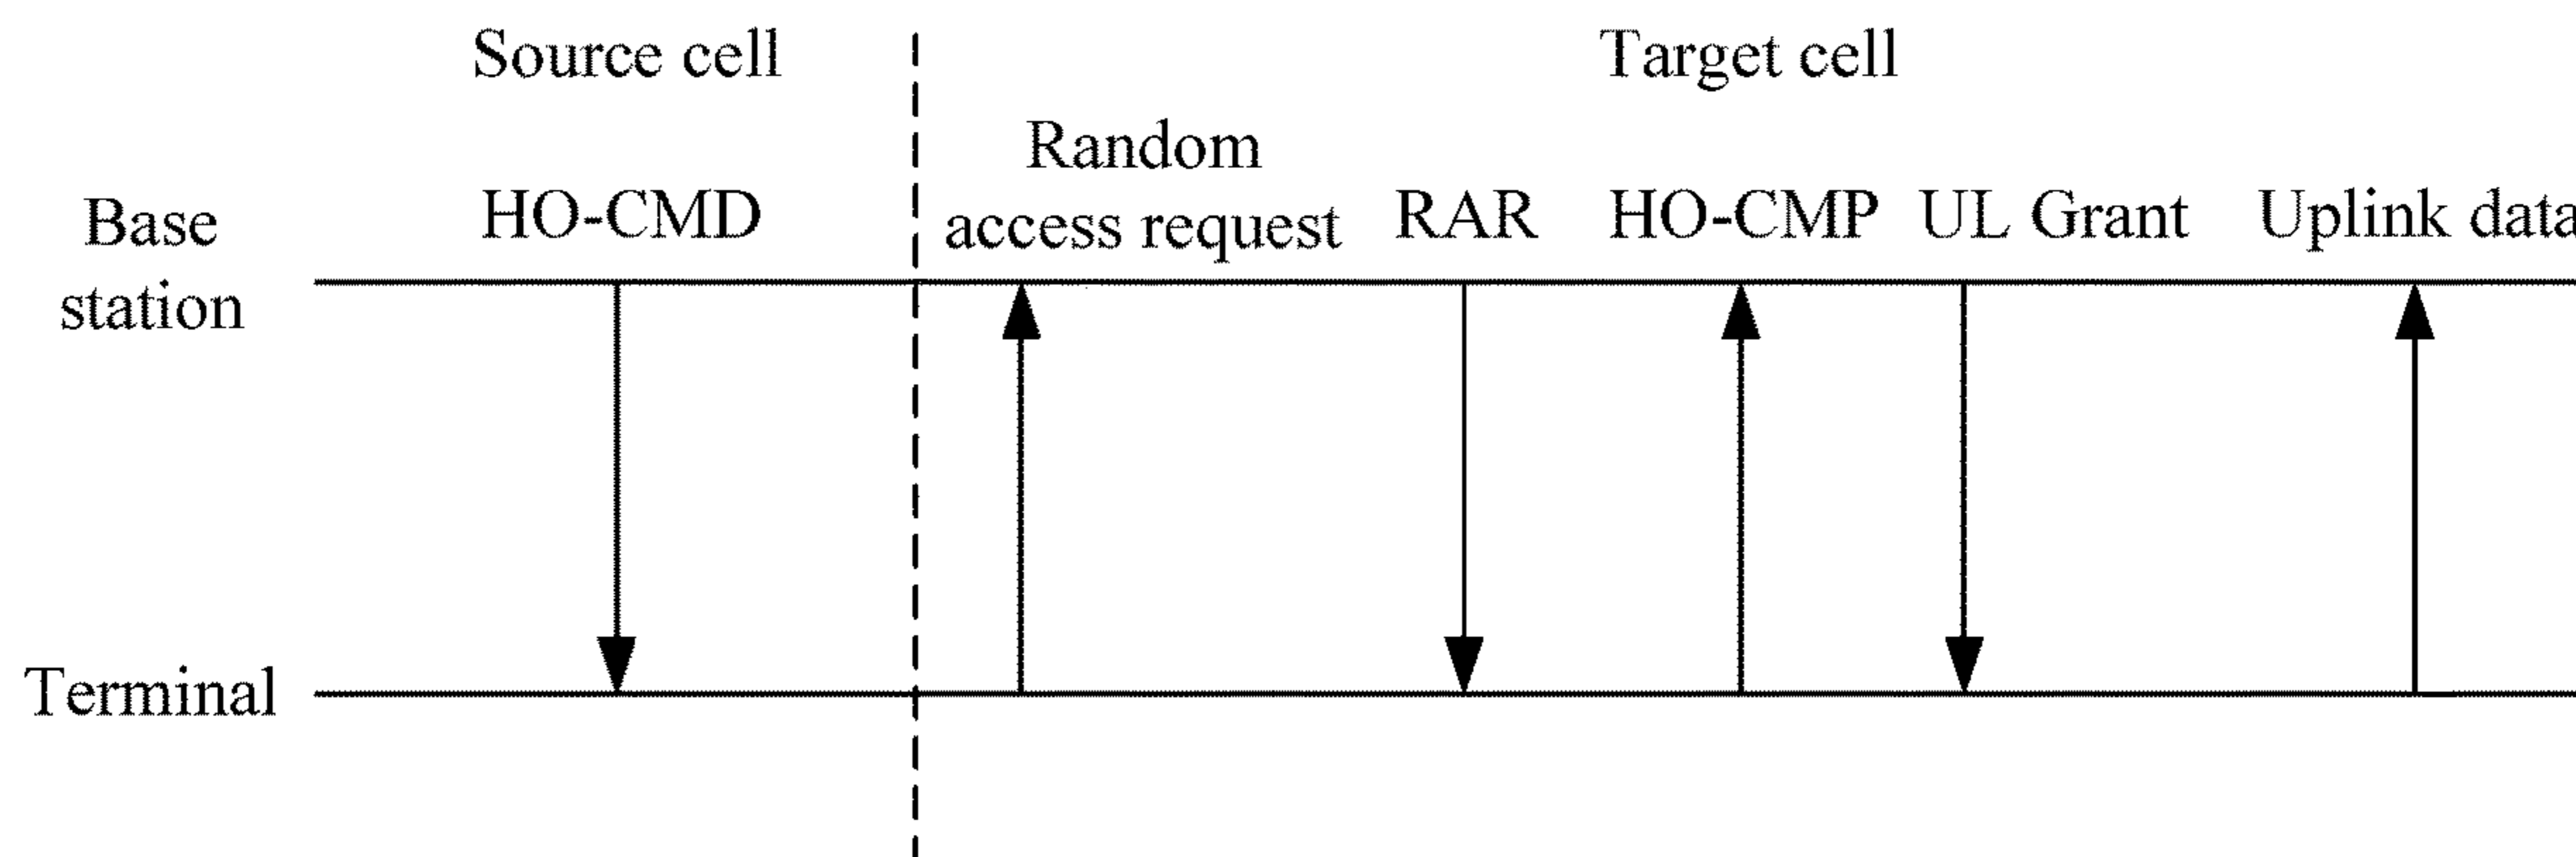 Source cell
Target cell
Base
station
HO-CMD
Random
access request
RAR
HO-CMP
UL Grant
Uplink data
Terminal